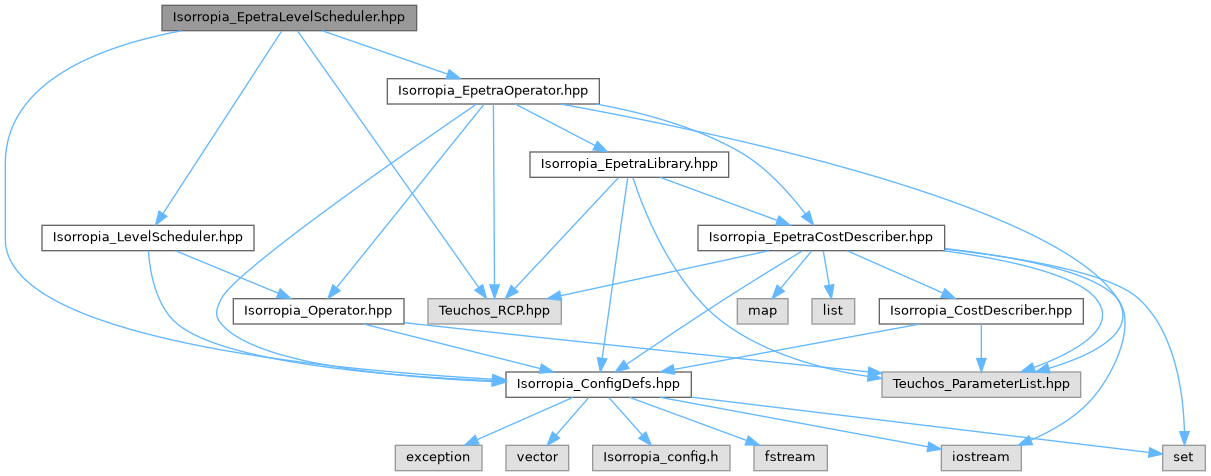 Isorropia_EpetraLevelScheduler.hpp
Isorropia_EpetraOperator.hpp
Isorropia_EpetraLibrary.hpp
Isorropia_LevelScheduler.hpp
Isorropia_EpetraCostDescriber.hpp
Isorropia_Operator.hpp
Teuchos_RCP.hpp
map
list
Isorropia_CostDescriber.hpp
Isorropia_ConfigDefs.hpp
Teuchos_ParameterList.hpp
exception
vector
Isorropia_config.h
fstream
iostream
set